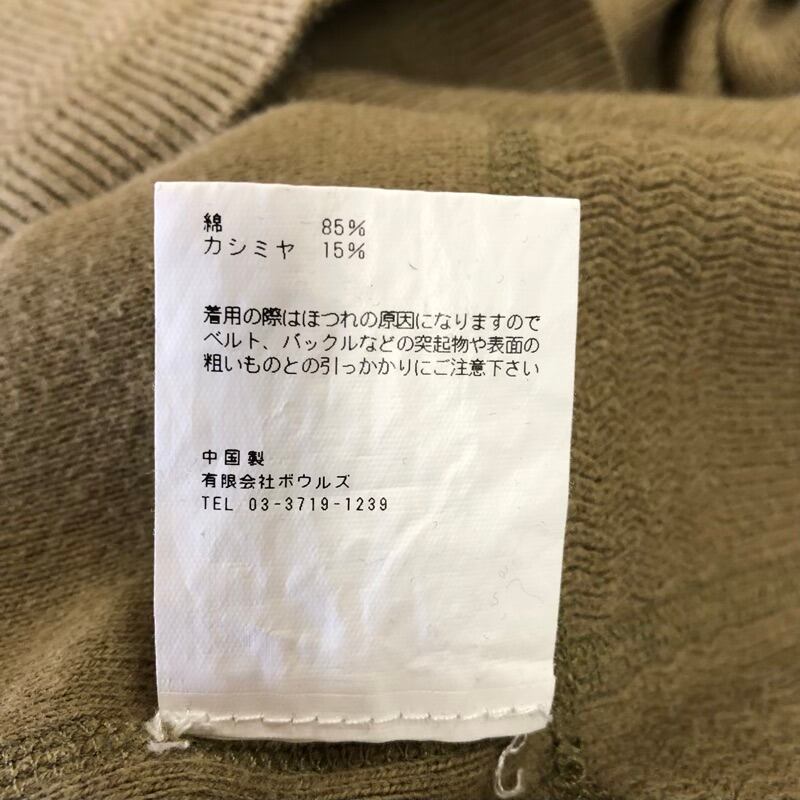 綿 85%
カシミヤ 15%
着用の際はほつれの原因になりますので
ベルト、バックルなどの突起物や表面の
粗いものとの引っかかりにご注意下さい
中国製
有限会社ボウルズ
TEL 03-3719-1239